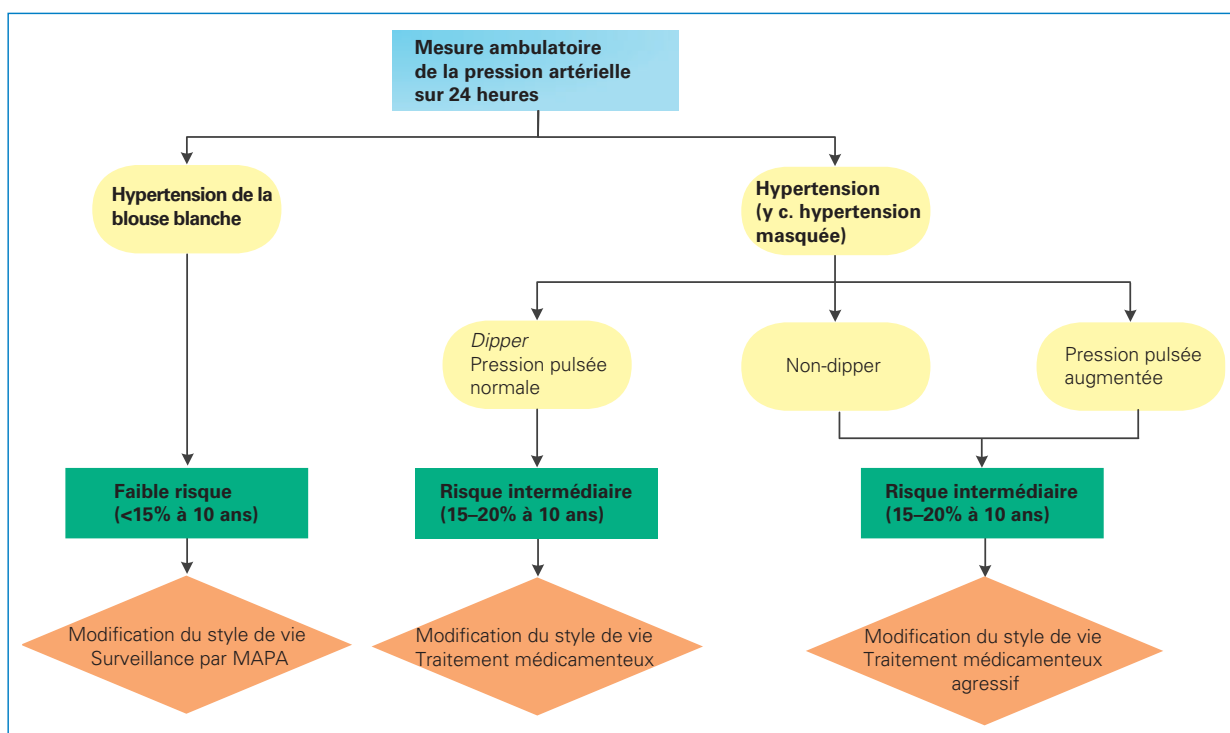 Mesure ambulatoire
de la pression artérielle
sur 24 heures
Hypertension de la
blouse blanche
Hypertension
(y c. hypertension
masquée)
Dipper
Pression pulsée
normale
Non-dipper
Pression pulsée
augmentée
Faible risque
(<15% à 10 ans)
Risque intermédiaire
(15–20% à 10 ans)
Risque intermédiaire
(15–20% à 10 ans)
Modification du style de vie
Surveillance par MAPA
Modification du style de vie
Traitement médicamenteux
Modification du style de vie
Traitement médicamenteux
agressif